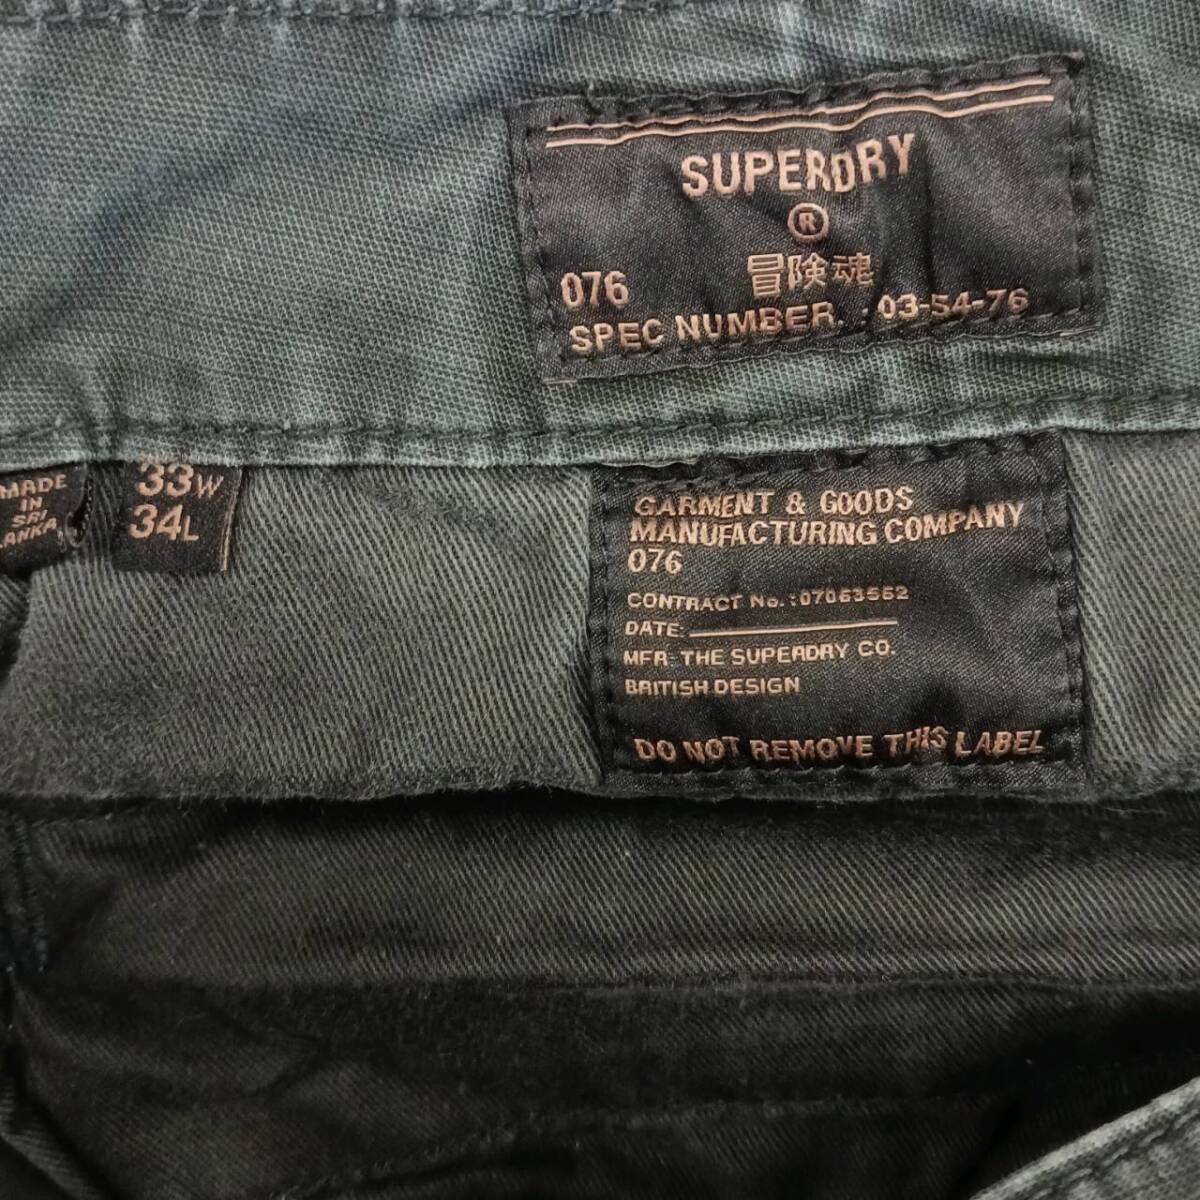 SUPERDRY
®
冒険魂
076
SPEC NUMBER : 03-54-76
MADE
IN
SRI
LANKA
33W
34L
GARMENT & GOODS
MANUFACTURING COMPANY
076
CONTRACT No. :07063562
DATE:
MFR: THE SUPERDRY CO.
BRITISH DESIGN
DO NOT REMOVE THIS LABEL